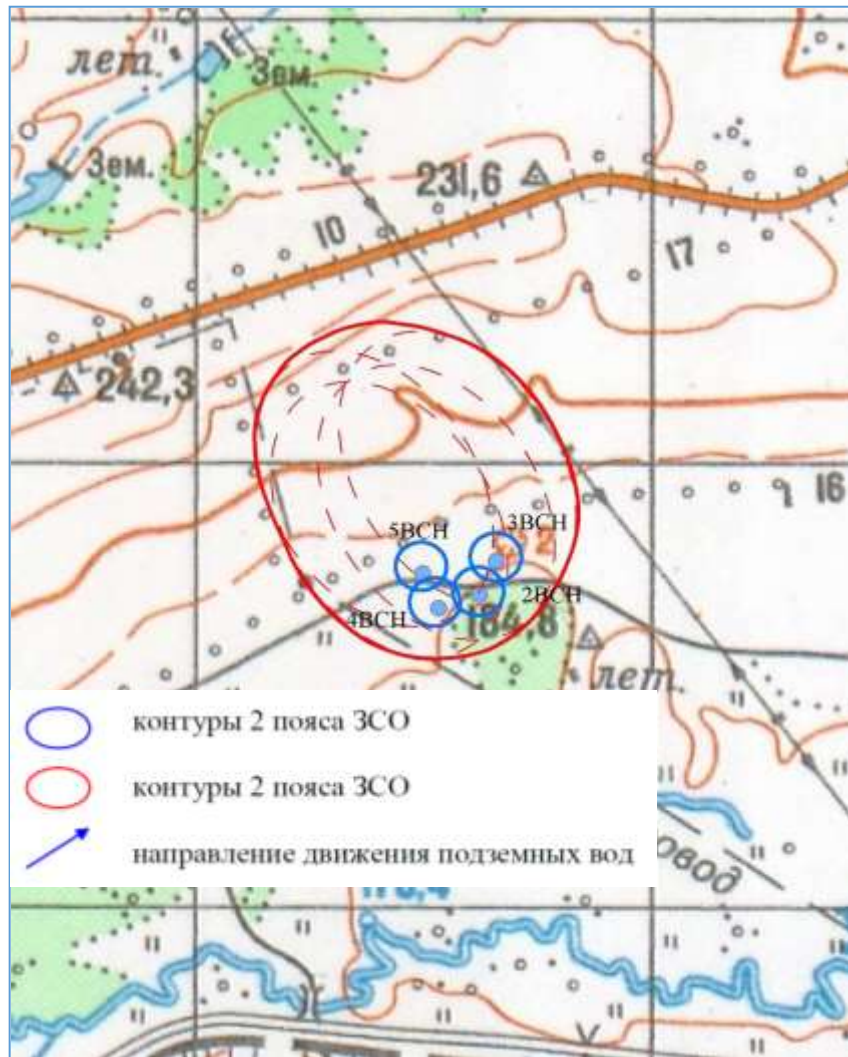 лет.
Зем.
Зем.
231,6
10
17
242,3
16
5ВСН
3ВСН
2ВСН
4ВСН
184,8
лет.
контуры 2 пояса ЗСО
контуры 2 пояса ЗСО
направление движения подземных вод